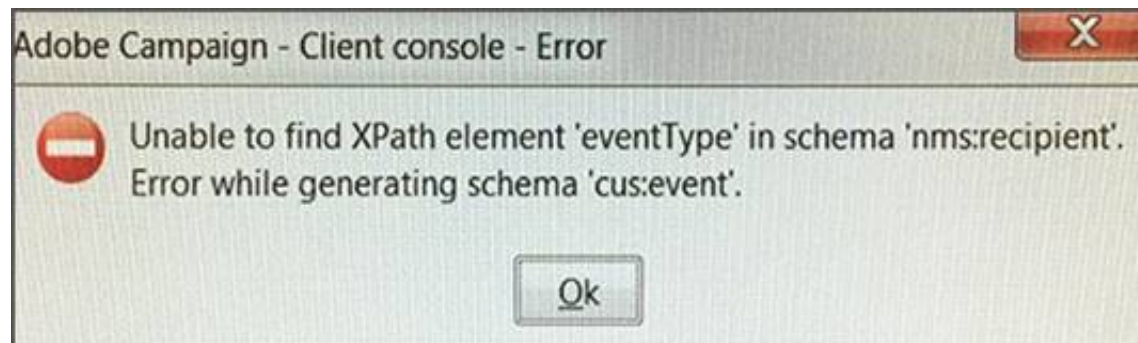 Adobe Campaign - Client console - Error
X
Unable to find XPath element 'eventType' in schema 'nms:recipient'.
Error while generating schema 'cus:event'.
Ok